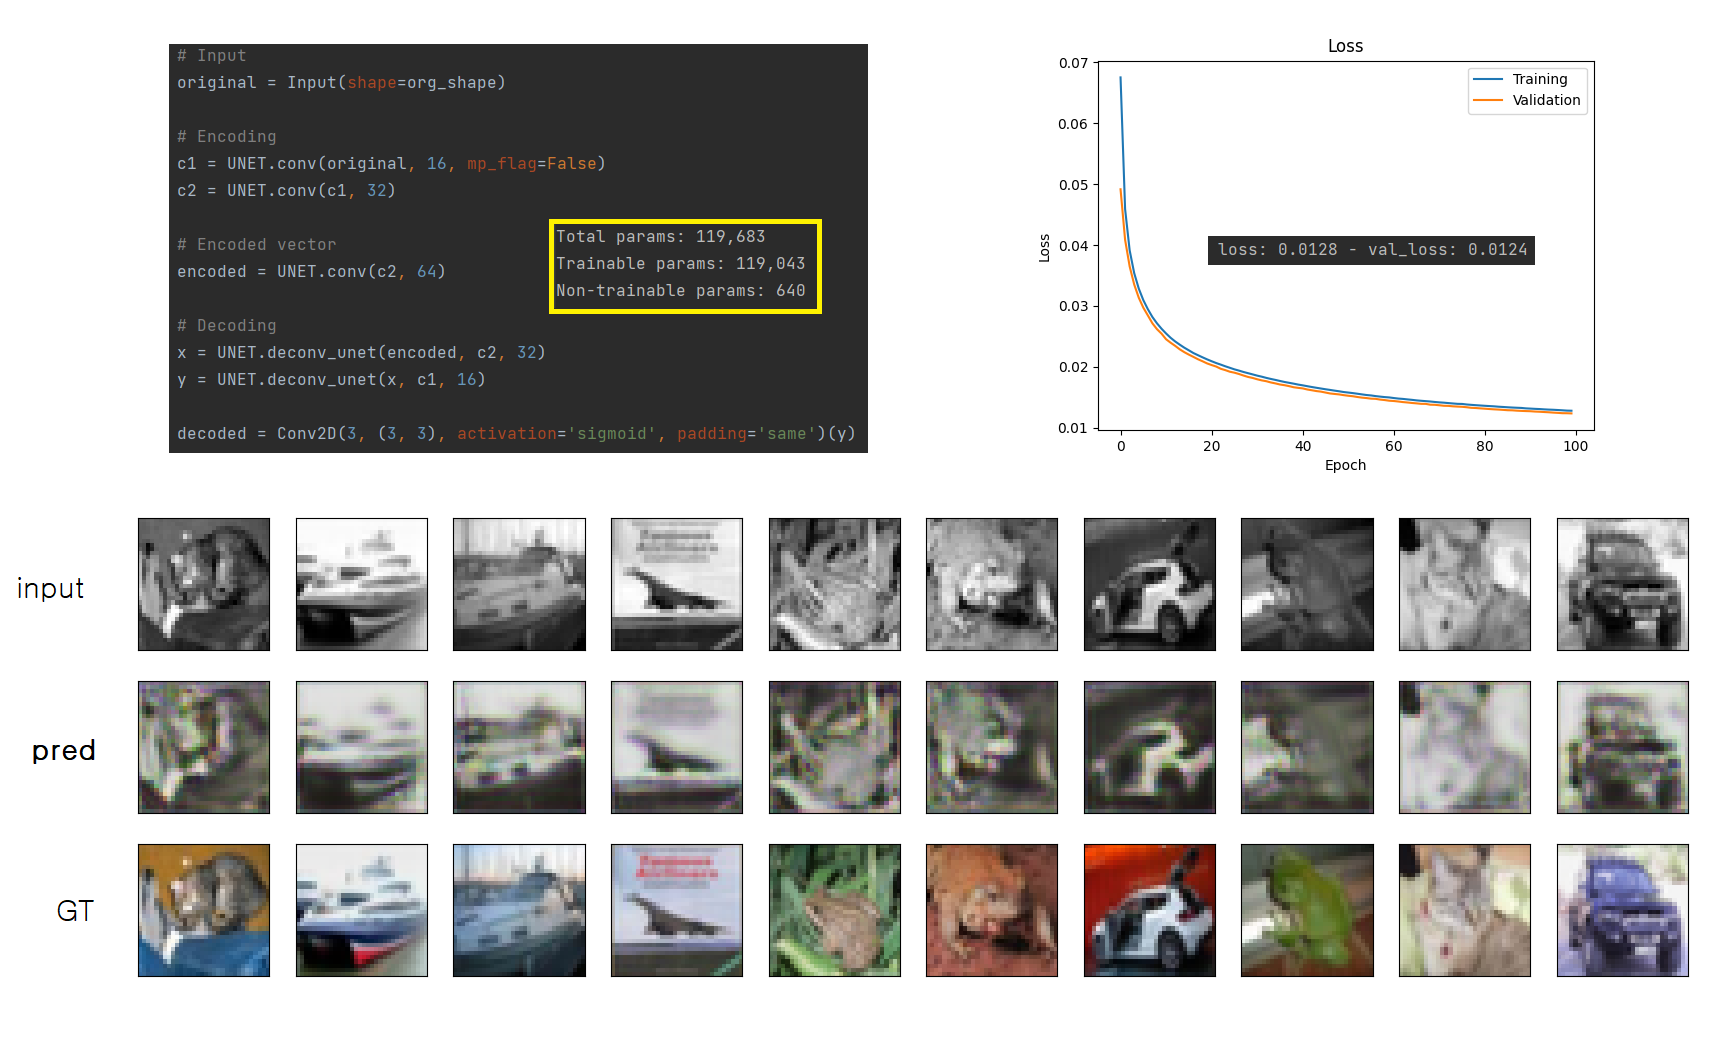 # Input
original = Input(shape=org_shape)
# Encoding
c1 = UNET.conv(original, 16, mp_flag=False)
c2 = UNET.conv(c1, 32)
# Encoded vector
encoded = UNET.conv(c2, 64)
Total params: 119,683
Trainable params: 119,043
Non-trainable params: 640
# Decoding
x = UNET.deconv_unet(encoded, c2, 32)
y = UNET.deconv_unet(x, c1, 16)
decoded = Conv2D(3, (3, 3), activation='sigmoid', padding='same')(y)
Loss
Training
Validation
0.07
0.06
0.05
0.04
0.03
0.02
0.01
Loss
loss: 0.0128 - val_loss: 0.0124
0 20 40 60 80 100
Epoch
input
pred
GT